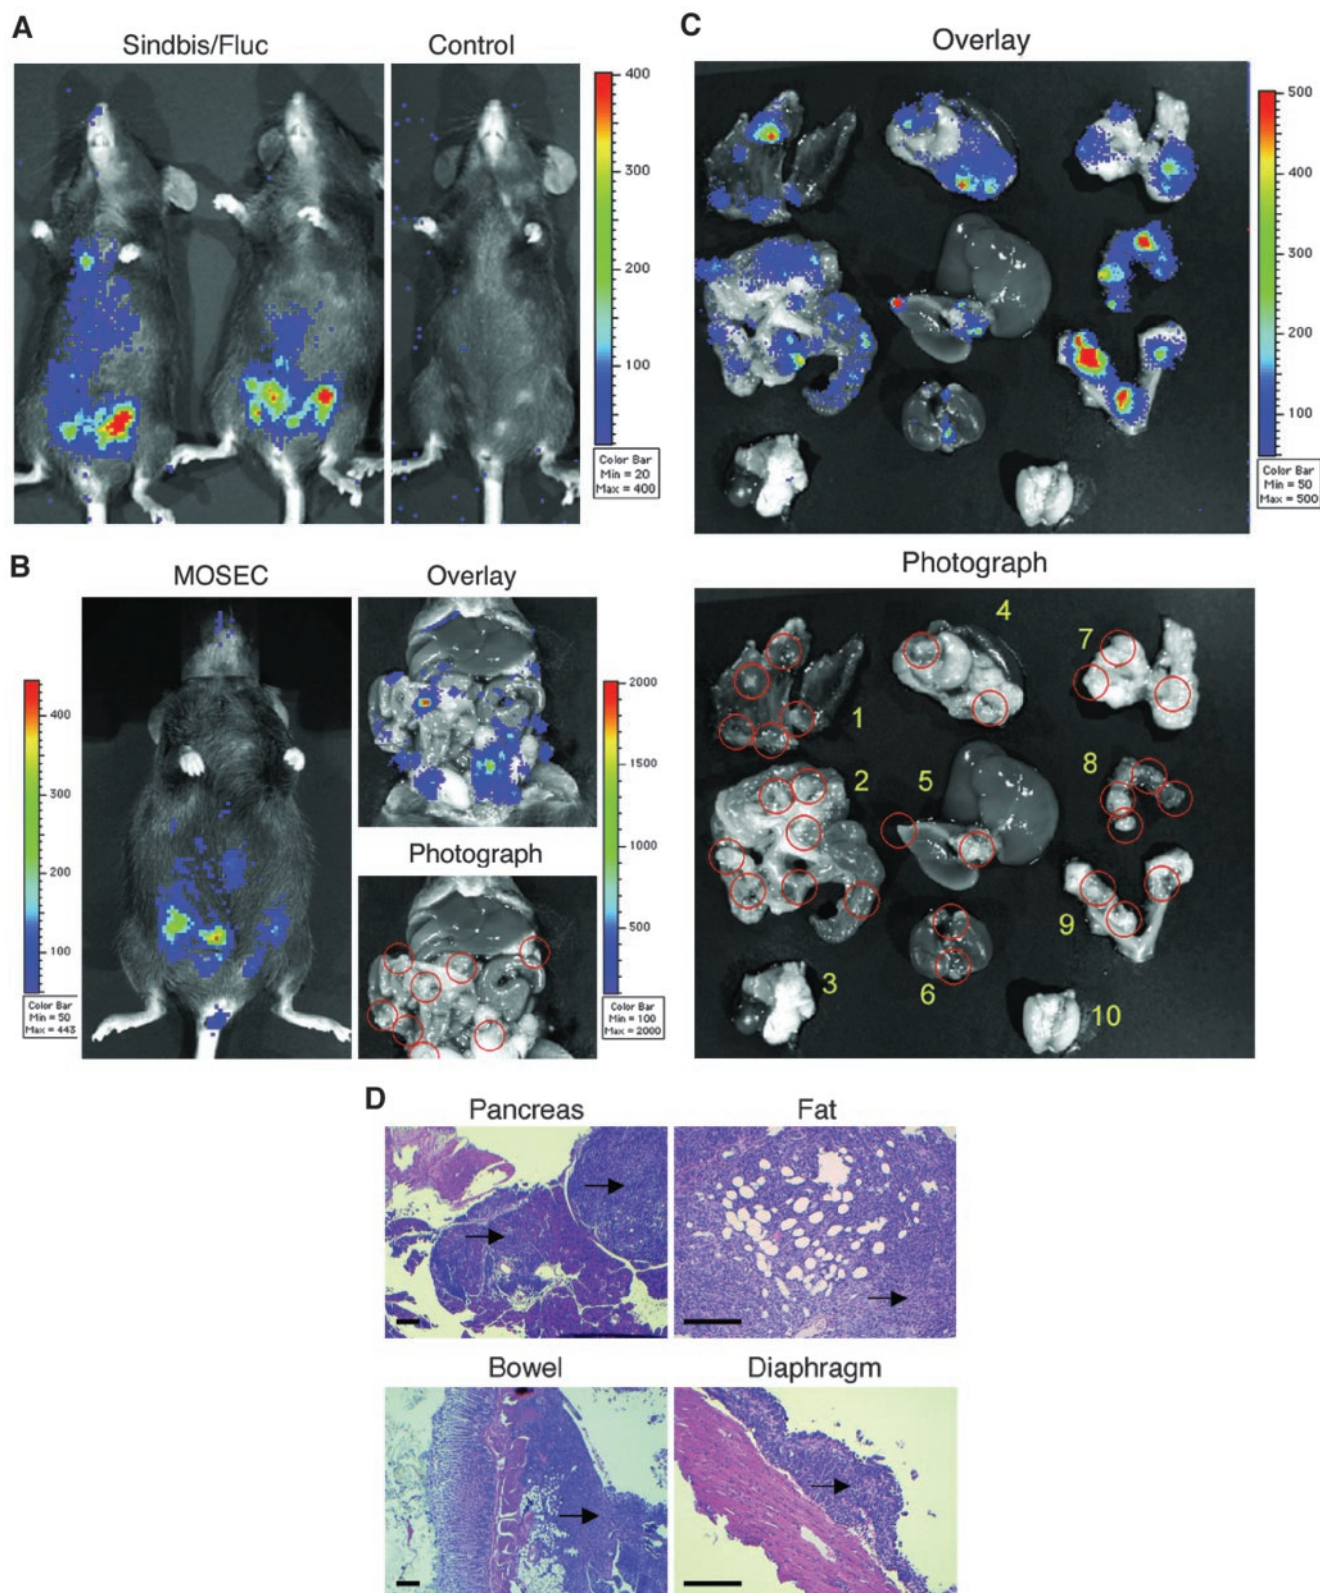 A
Sindbis/Fluc
Control
400
300
200
100
Color Bar
Min = 20
Max = 400
B
MOSEC
400
300
200
100
Color Bar
Min = 50
Max = 443
Overlay
2000
1500
1000
500
Color Bar
Min = 100
Max = 2000
Photograph
C
Overlay
500
400
300
200
100
Color Bar
Min = 50
Max = 500
Photograph
1
2
3
4
5
6
7
8
9
10
D
Pancreas
Fat
Bowel
Diaphragm